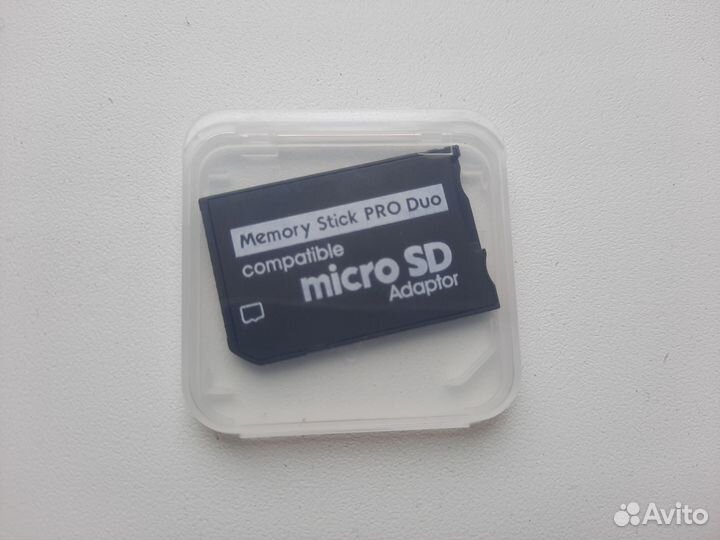 Memory Stick PRO Duo
compatible
micro SD
Adaptor
Avito